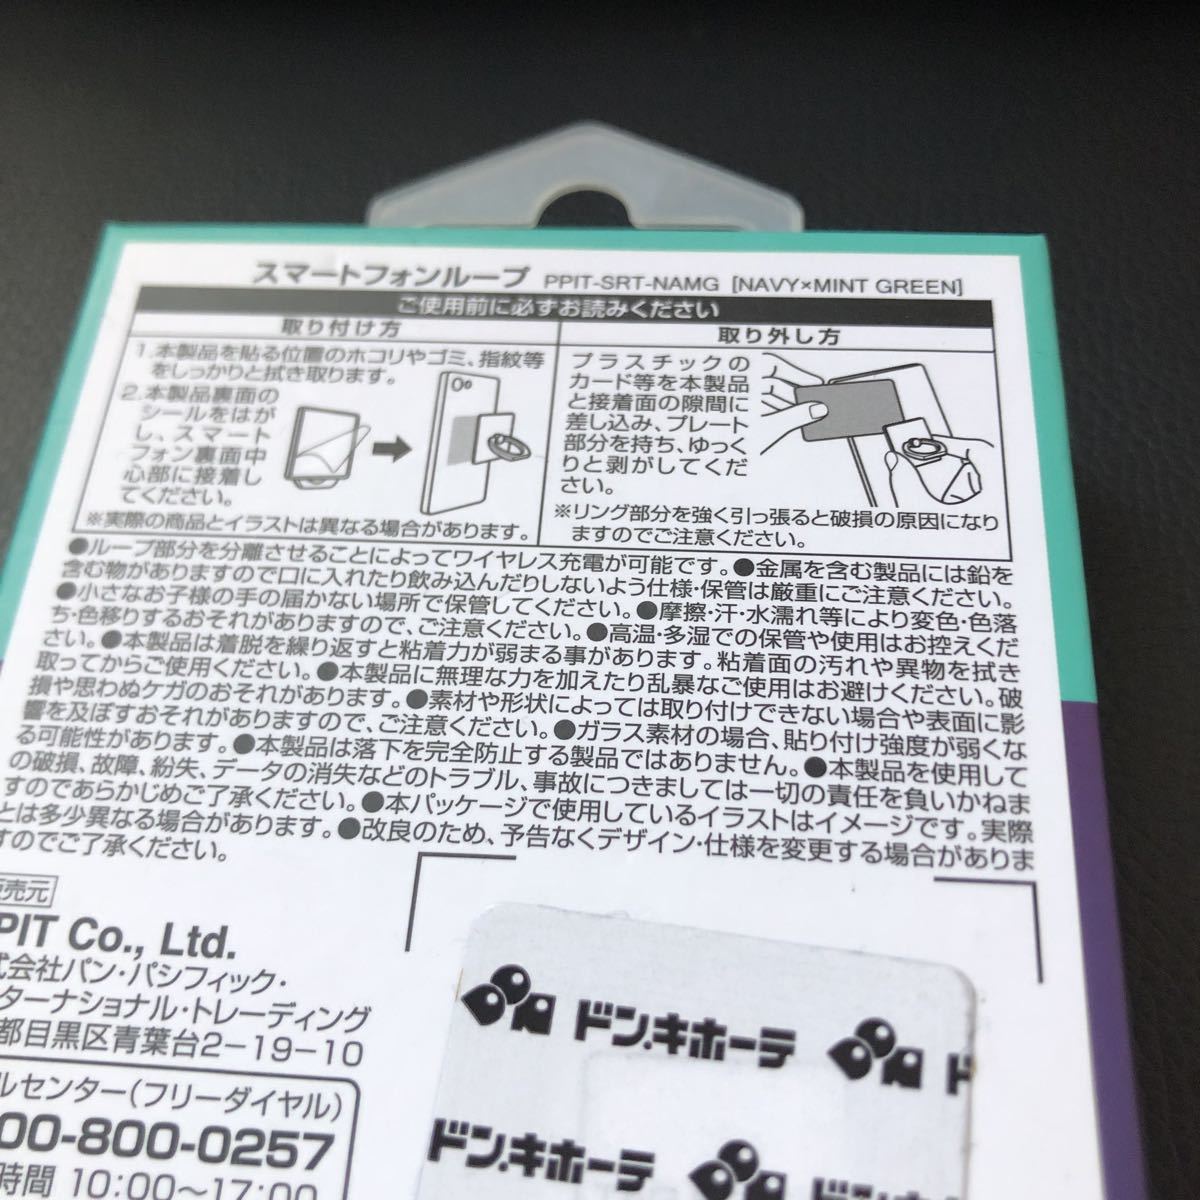 スマートフォンループ PPIT-SRT-NAMG [NAVY×MINT GREEN]
ご使用前に必ずお読みください
取り付け方
1.本製品を貼る位置のホコリやゴミ、指紋等
をしっかりと拭き取ります。
2.本製品裏面の
シールをはが
し、スマート
フォン裏面中
心部に接着し
てください。
※実際の商品とイラストは異なる場合があります。
取り外し方
プラスチックの
カード等を本製品
と接着面の隙間に
差し込み、プレート
部分を持ち、ゆっく
りと剥がしてくだ
さい。
※リング部分を強く引っ張ると破損の原因になり
ますのでご注意ください。
●ループ部分を分離させることによってワイヤレス充電が可能です。●金属を含む製品には鉛を
含む物がありますので口に入れたり飲み込んだりしないよう仕様・保管は厳重にご注意ください。
●小さなお子様の手の届かない場所で保管してください。●摩擦・汗・水濡れ等により変色・色落
ち・色移りするおそれがありますので、ご注意ください。●高温・多湿での保管や使用はお控えくだ
さい。●本製品は着脱を繰り返すと粘着力が弱まる事があります。粘着面の汚れや異物を拭き
取ってからご使用ください。●本製品に無理な力を加えたり乱暴なご使用はお避けください。破
損や思わぬケガのおそれがあります。●素材や形状によっては取り付けできない場合や表面に影
響を及ぼすおそれがありますので、ご注意ください。●ガラス素材の場合、貼り付け強度が弱くな
る可能性があります。●本製品は落下を完全防止する製品ではありません。●本製品を使用して
の破損、故障、紛失、データの消失などのトラブル、事故につきましては一切の責任を負いかねま
すのであらかじめご了承ください。●本パッケージで使用しているイラストはイメージです。実際
とは多少異なる場合があります。●改良のため、予告なくデザイン・仕様を変更する場合がありま
すのでご了承ください。
売元
PIT Co., Ltd.
式会社パン・パシフィック・
ターナショナル・トレーディング
都目黒区青葉台2-19-10
ルセンター(フリーダイヤル)
00-800-0257
時間 10:00~17:00
ドン.キホーテ ド
ドン.キホーテ ドン.キ